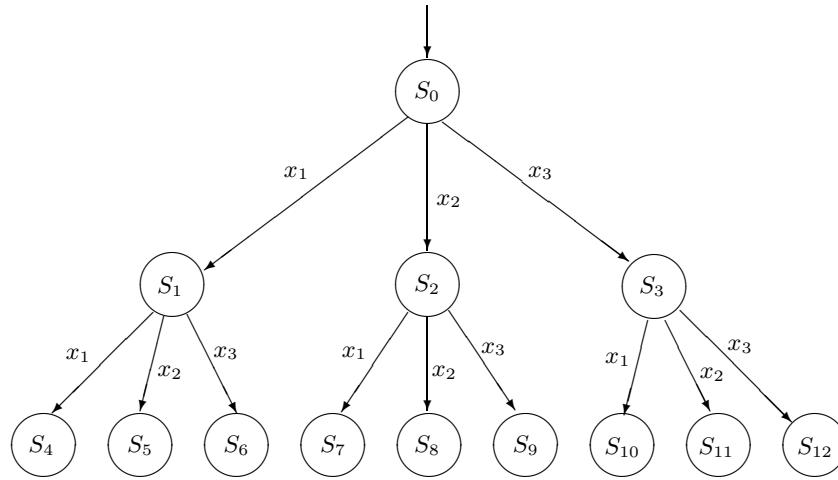 S₀
x₁
x₃
x₂
S₁
S₂
S₃
x₁
x₂
x₃
x₁
x₂
x₃
x₁
x₂
x₃
S₄
S₅
S₆
S₇
S₈
S₉
S₁₀
S₁₁
S₁₂